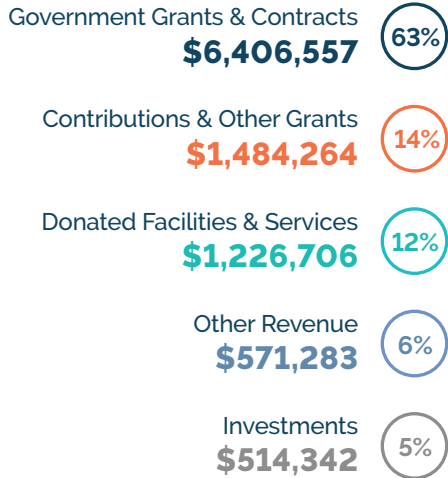 Government Grants & Contracts
$6,406,557
63%
Contributions & Other Grants
$1,484,264
14%
Donated Facilities & Services
$1,226,706
12%
Other Revenue
$571,283
6%
Investments
$514,342
5%